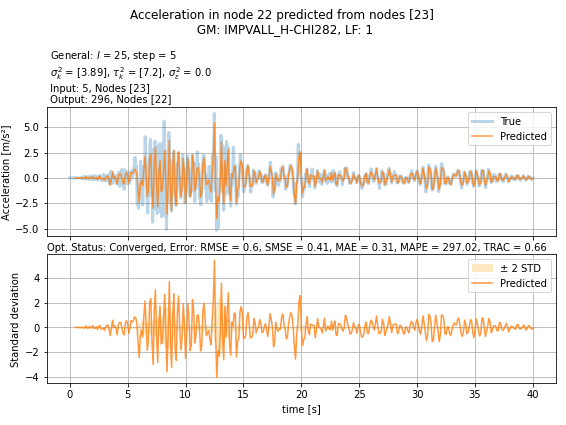 Acceleration in node 22 predicted from nodes [23]
GM: IMPVALL_H-CHI282, LF: 1
General: l = 25, step = 5
σ²ₖ = [3.89], τ²ₖ = [7.2], σ²ε = 0.0
Input: 5, Nodes [23]
Output: 296, Nodes [22]
Acceleration [m/s²]
5.0
2.5
0.0
−2.5
−5.0
True
Predicted
Opt. Status: Converged, Error: RMSE = 0.6, SMSE = 0.41, MAE = 0.31, MAPE = 297.02, TRAC = 0.66
Standard deviation
4
2
0
−2
−4
± 2 STD
Predicted
0 5 10 15 20 25 30 35 40
time [s]